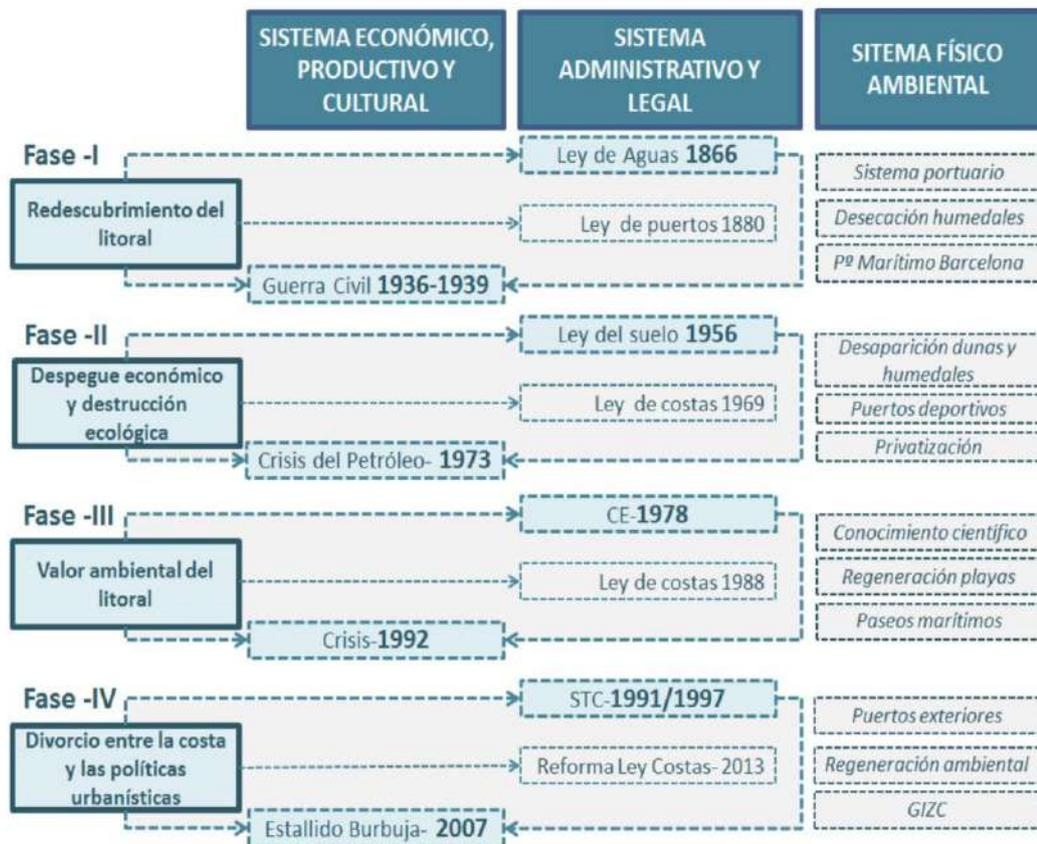 SISTEMA ECONÓMICO,
PRODUCTIVO Y
CULTURAL
SISTEMA
ADMINISTRATIVO Y
LEGAL
SITEMA FÍSICO
AMBIENTAL
Fase -I
Redescubrimiento del
litoral
Ley de Aguas 1866
Ley de puertos 1880
Guerra Civil 1936-1939
Sistema portuario
Desecación humedales
Pº Marítimo Barcelona
Fase -II
Despegue económico
y destrucción
ecológica
Ley del suelo 1956
Ley de costas 1969
Crisis del Petróleo- 1973
Desaparición dunas y
humedales
Puertos deportivos
Privatización
Fase -III
Valor ambiental del
litoral
CE-1978
Ley de costas 1988
Crisis-1992
Conocimiento científico
Regeneración playas
Paseos marítimos
Fase -IV
Divorcio entre la costa
y las políticas
urbanísticas
STC-1991/1997
Reforma Ley Costas- 2013
Estallido Burbuja- 2007
Puertos exteriores
Regeneración ambiental
GIZC